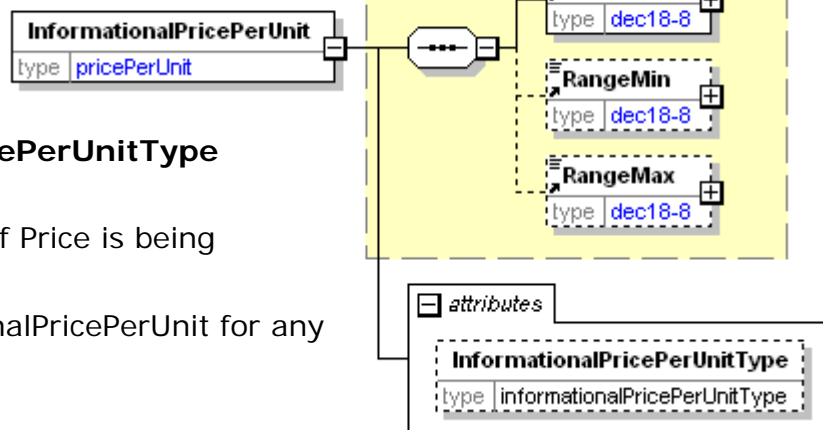 InformationalPricePerUnit
type pricePerUnit
type dec18-8
RangeMin
type dec18-8
RangeMax
type dec18-8
cePerUnitType
f Price is being
nalPricePerUnit for any
attributes
InformationalPricePerUnitType
type informationalPricePerUnitType